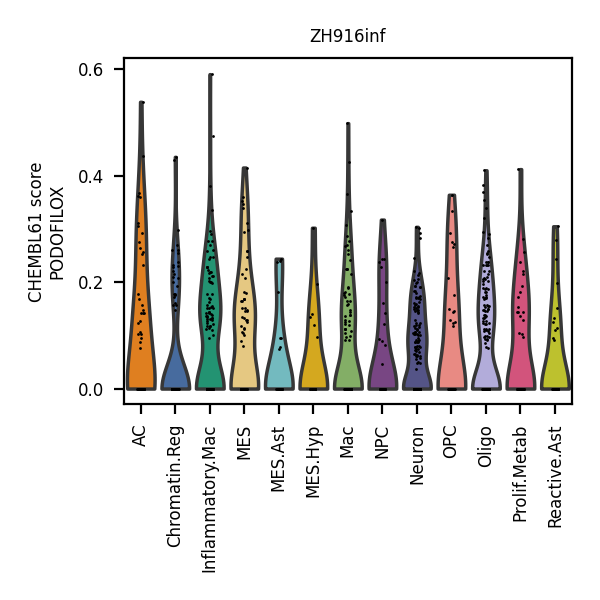 ZH916inf
CHEMBL61 score
PODOFILOX
0.6
0.4
0.2
0.0
AC
Chromatin.Reg
Inflammatory.Mac
MES
MES.Ast
MES.Hyp
Mac
NPC
Neuron
OPC
Oligo
Prolif.Metab
Reactive.Ast